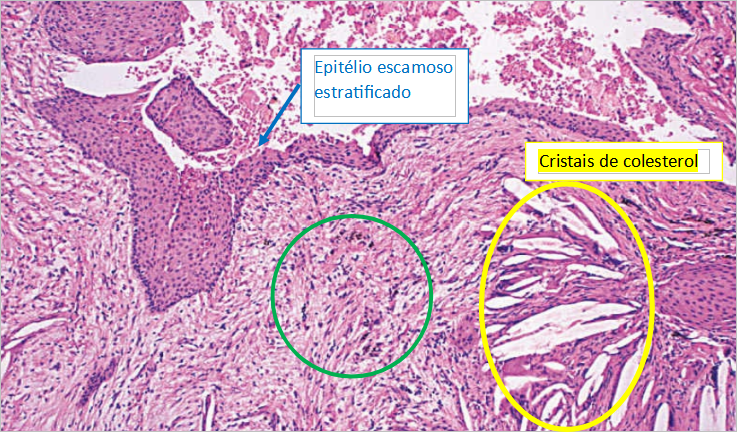 Epitélio escamoso
estratificado
Cristais de colesterol